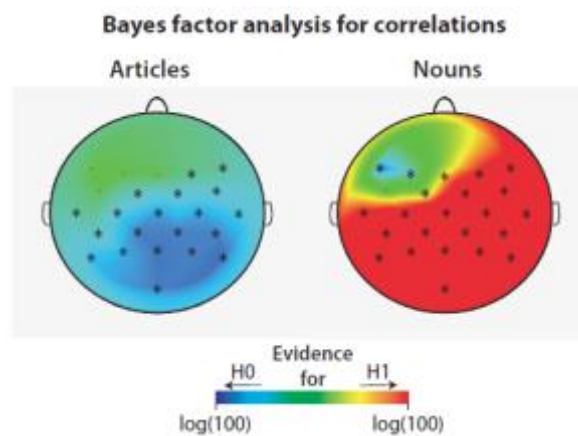 Bayes factor analysis for correlations
Articles
Nouns
Evidence
H0 for H1
log(100)
log(100)